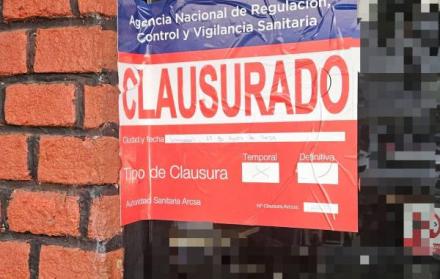 Agencia Nacional de Regulación,
Control y Vigilancia Sanitaria
CLAUSURADO
Ciudad y fecha
Temporal
Definitiva
Tipo de Clausura
Autoridad Sanitaria Arcsa
Nº Clausura Arcsa: